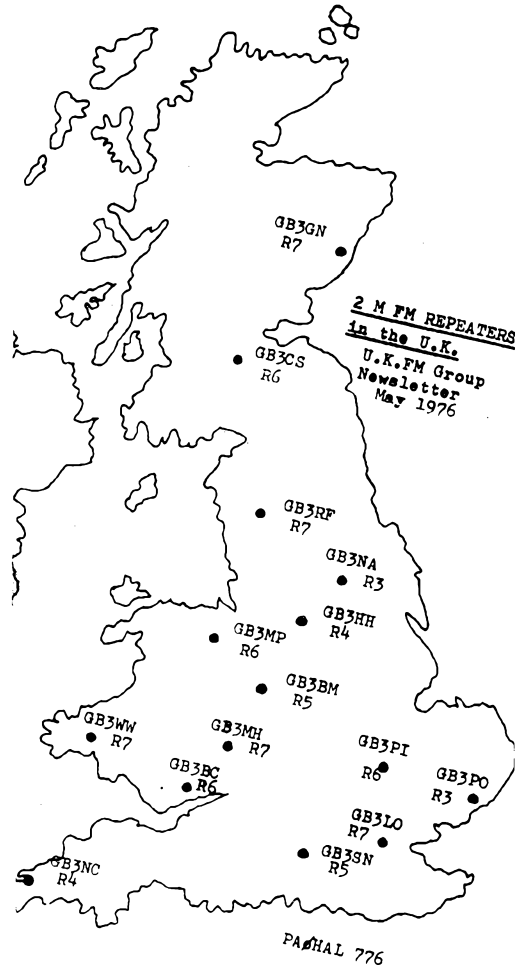 GB3GN
R7
2 M FM REPEATERS
in the U.K.
U.K.FM Group
Newsletter
May 1976
GB3CS
R6
GB3RF
R7
GB3NA
R3
GB3HH
R4
GB3MP
R6
GB3BM
R5
GB3WW
R7
GB3MH
R7
GB3PI
R6
GB3BC
R6
GB3PO
R3
GB3LO
R7
GB3SN
R5
GB3NC
R4
PAØHAL 776